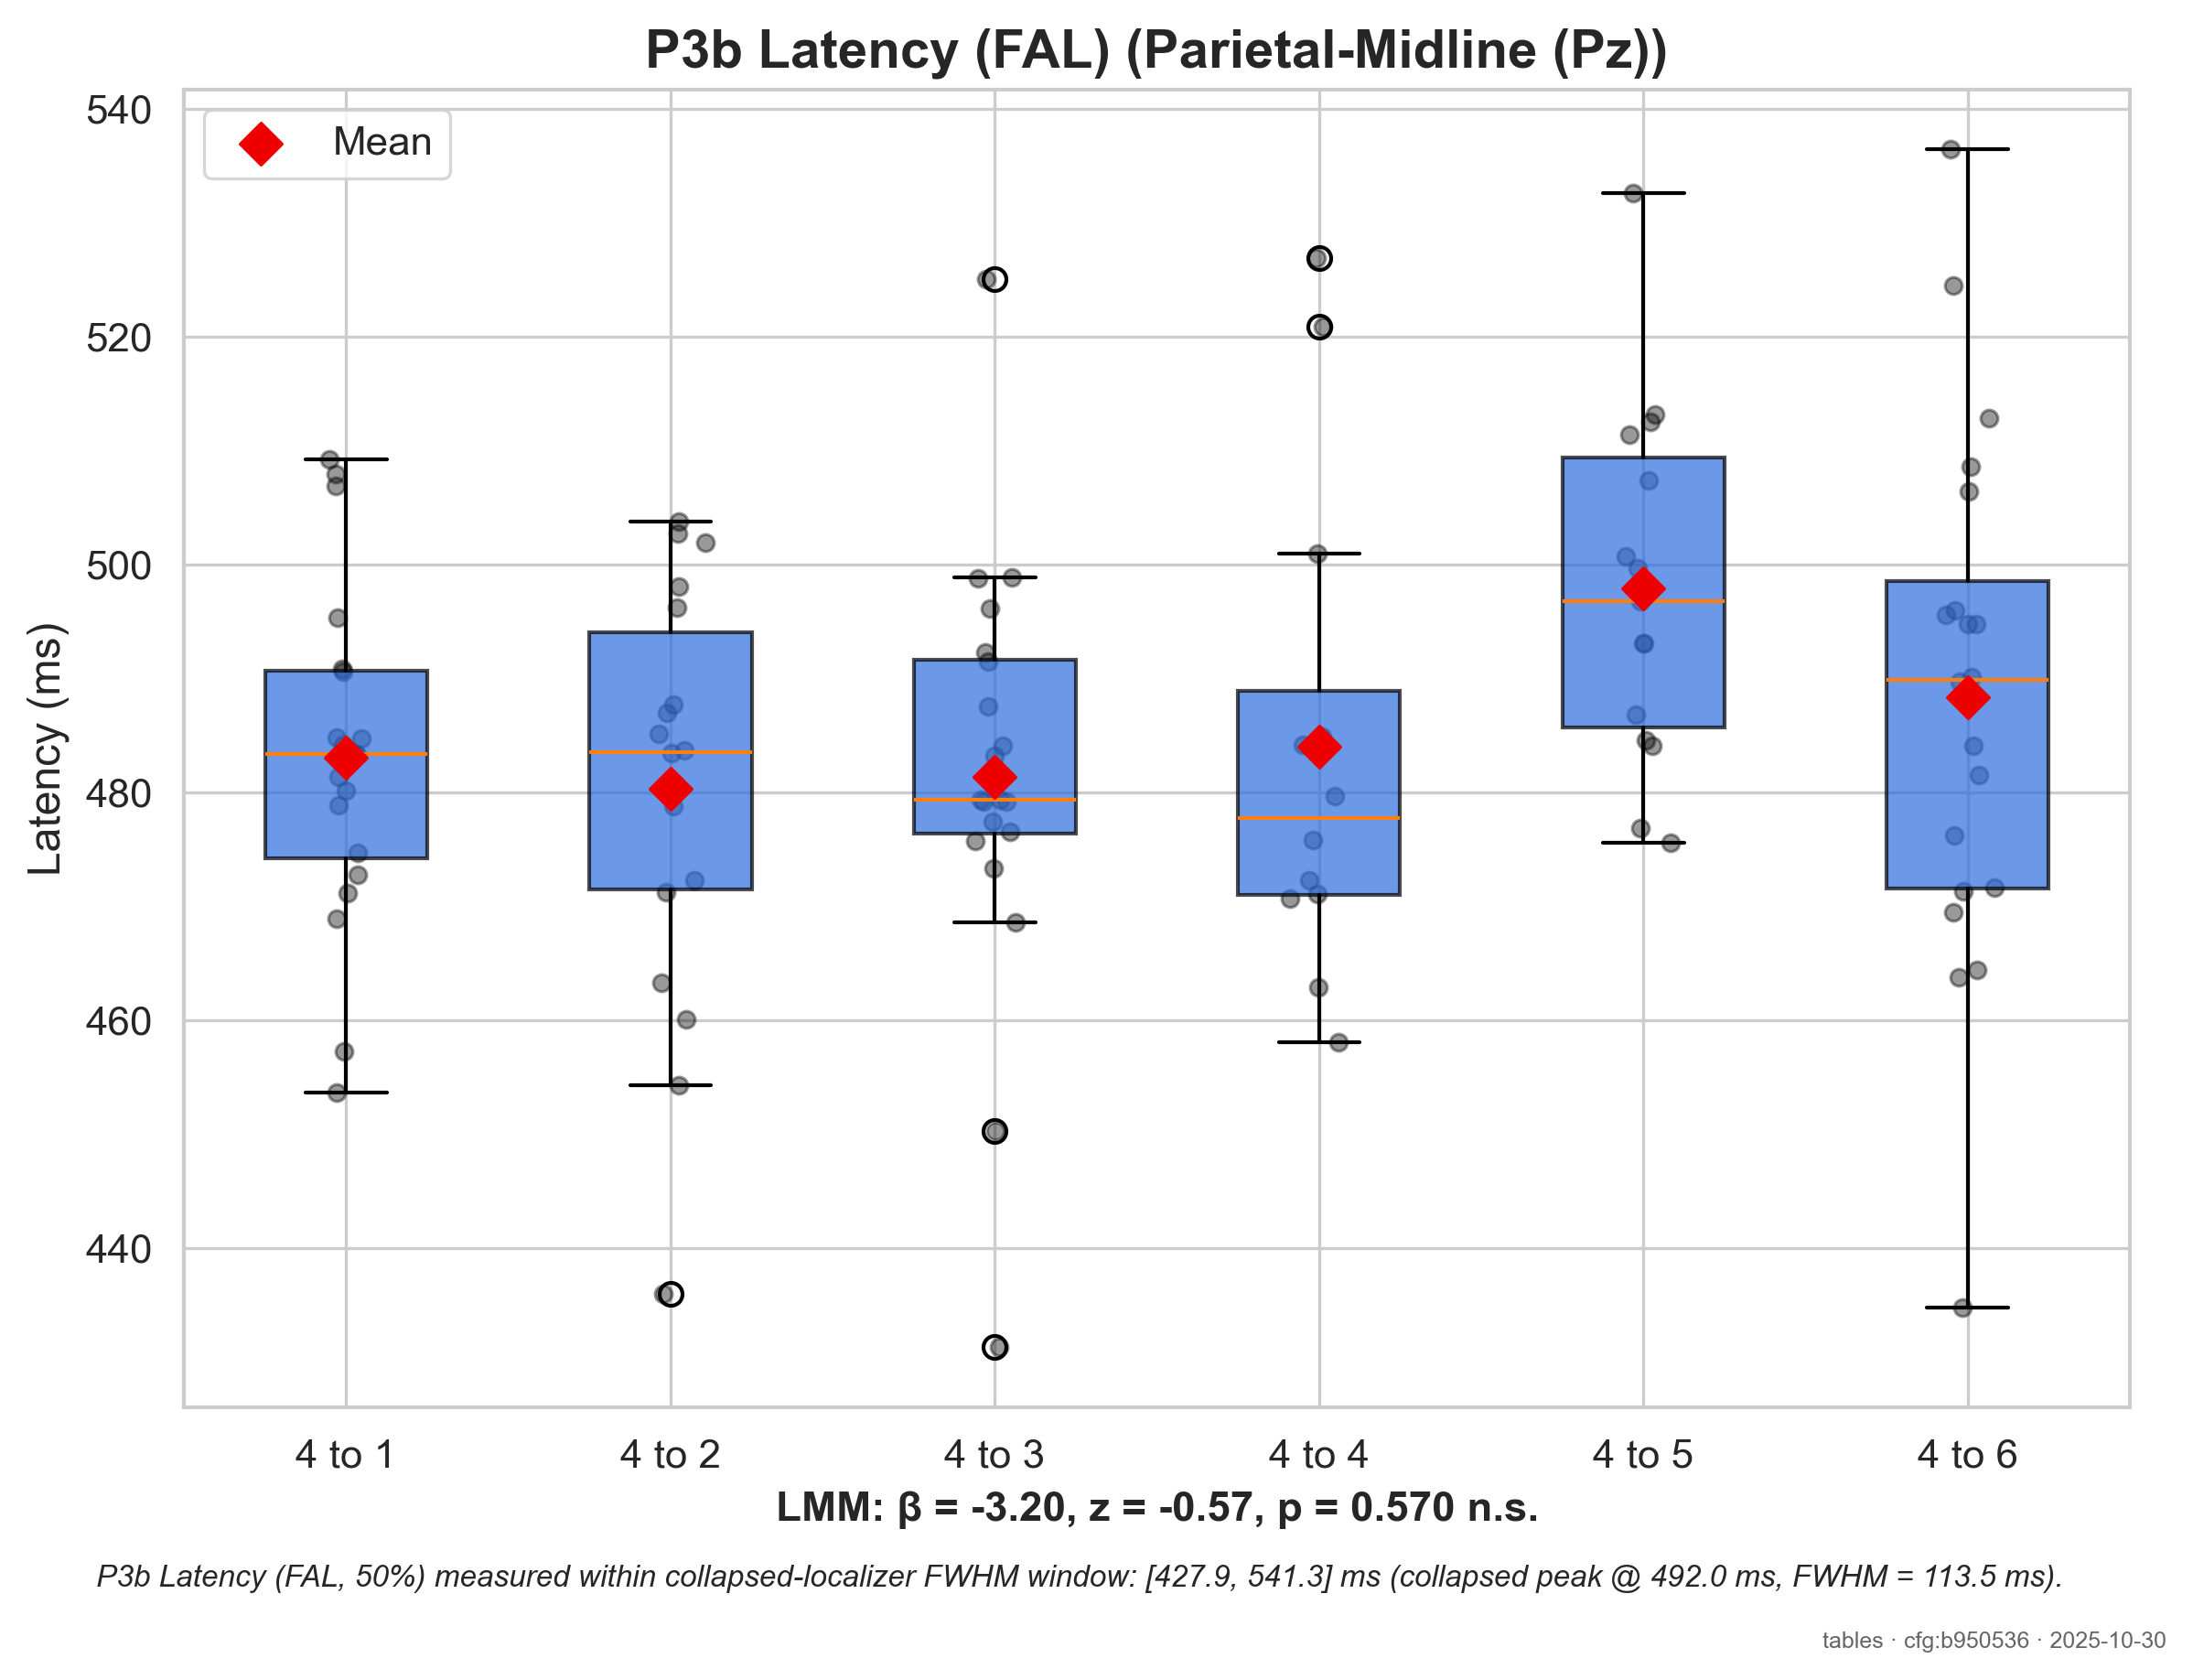 P3b Latency (FAL) (Parietal-Midline (Pz))
Mean
Latency (ms)
540
520
500
480
460
440
4 to 1
4 to 2
4 to 3
4 to 4
4 to 5
4 to 6
LMM: β = -3.20, z = -0.57, p = 0.570 n.s.
P3b Latency (FAL, 50%) measured within collapsed-localizer FWHM window: [427.9, 541.3] ms (collapsed peak @ 492.0 ms, FWHM = 113.5 ms).
tables · cfg:b950536 · 2025-10-30